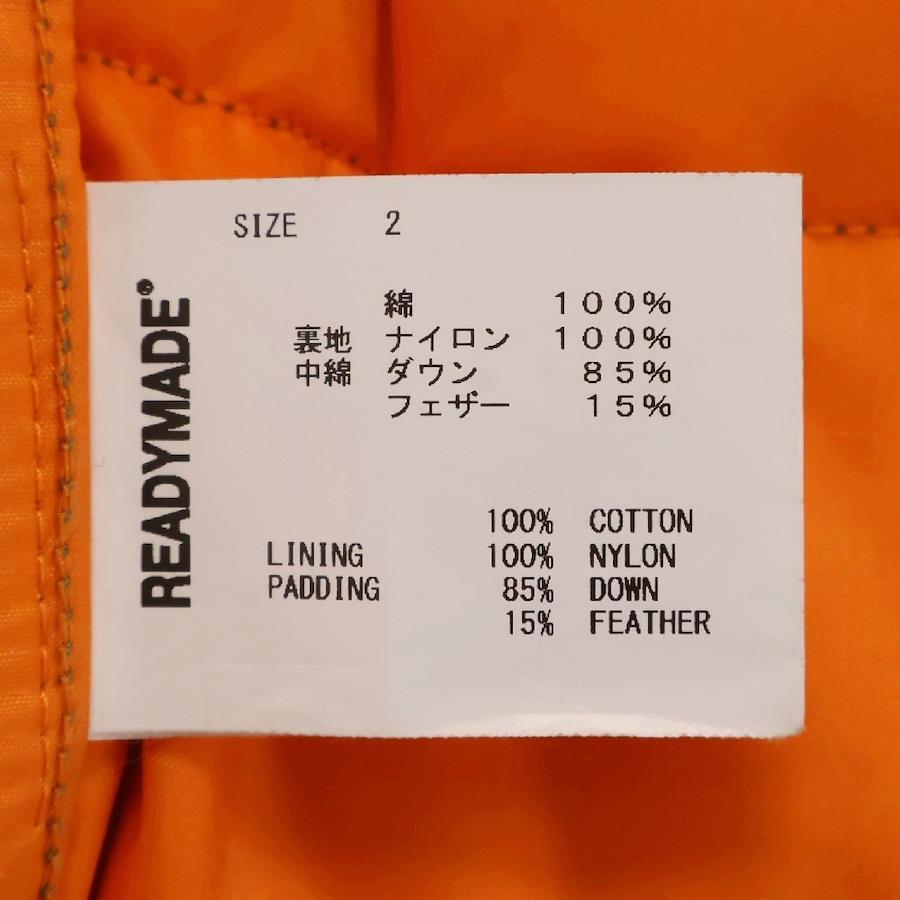 READYMADE®
SIZE 2
綿 １００％
裏地 ナイロン １００％
中綿 ダウン ８５％
フェザー １５％
100% COTTON
LINING 100% NYLON
PADDING 85% DOWN
15% FEATHER